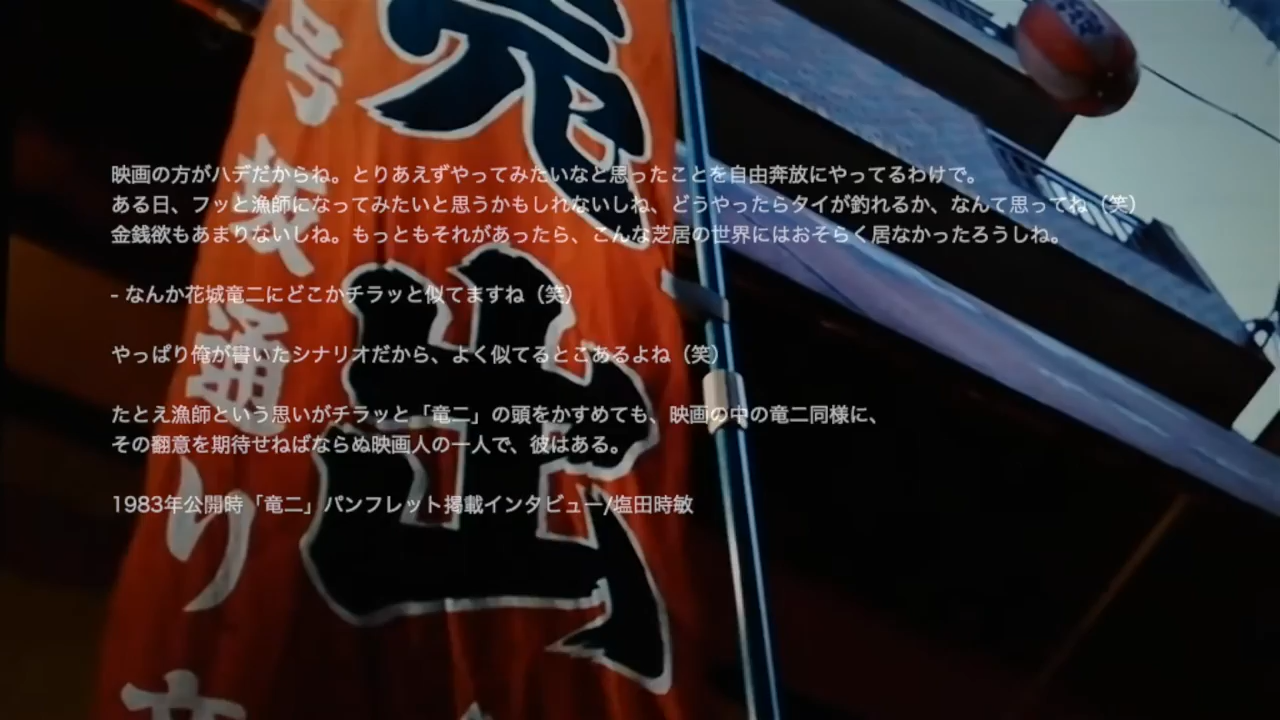 映画の方がハデだからね。とりあえずやってみたいなと思ったことを自由奔放にやってるわけで。
ある日、フッと漁師になってみたいと思うかもしれないしね、どうやったらタイが釣れるか、なんて思ってね（笑）
金銭欲もあまりないしね。もっともそれがあったら、こんな芝居の世界にはおそらく居なかったろうしね。
- なんか花城竜二にどこかチラッと似てますね（笑）
やっぱり俺が書いたシナリオだから、よく似てるとこあるよね（笑）
たとえ漁師という思いがチラッと「竜二」の頭をかすめても、映画の中の竜二同様に、
その翻意を期待せねばならぬ映画人の一人で、彼はある。
1983年公開時「竜二」パンフレット掲載インタビュー/塩田時敏